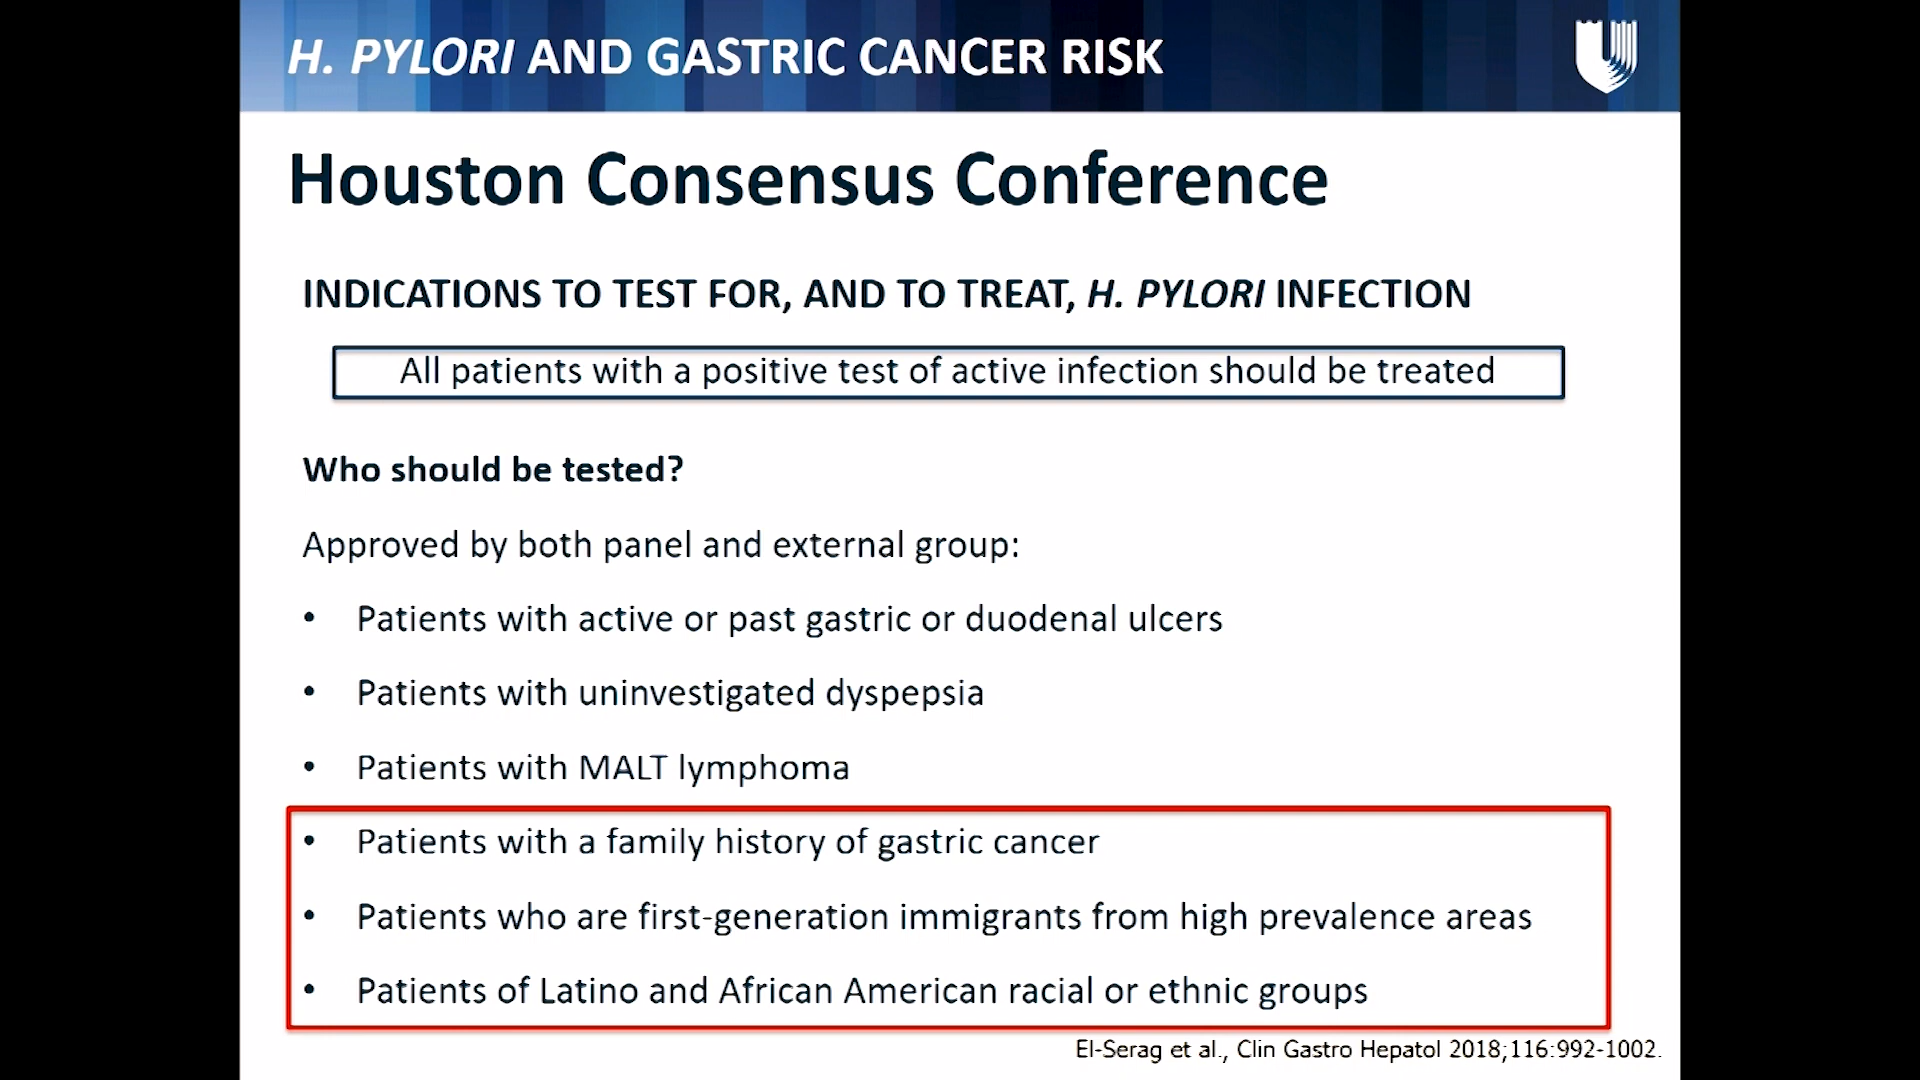 H. PYLORI AND GASTRIC CANCER RISK
Houston Consensus Conference
INDICATIONS TO TEST FOR, AND TO TREAT, H. PYLORI INFECTION
All patients with a positive test of active infection should be treated
Who should be tested?
Approved by both panel and external group:
• Patients with active or past gastric or duodenal ulcers
• Patients with uninvestigated dyspepsia
• Patients with MALT lymphoma
• Patients with a family history of gastric cancer
• Patients who are first-generation immigrants from high prevalence areas
• Patients of Latino and African American racial or ethnic groups
El-Serag et al., Clin Gastro Hepatol 2018;116:992-1002.